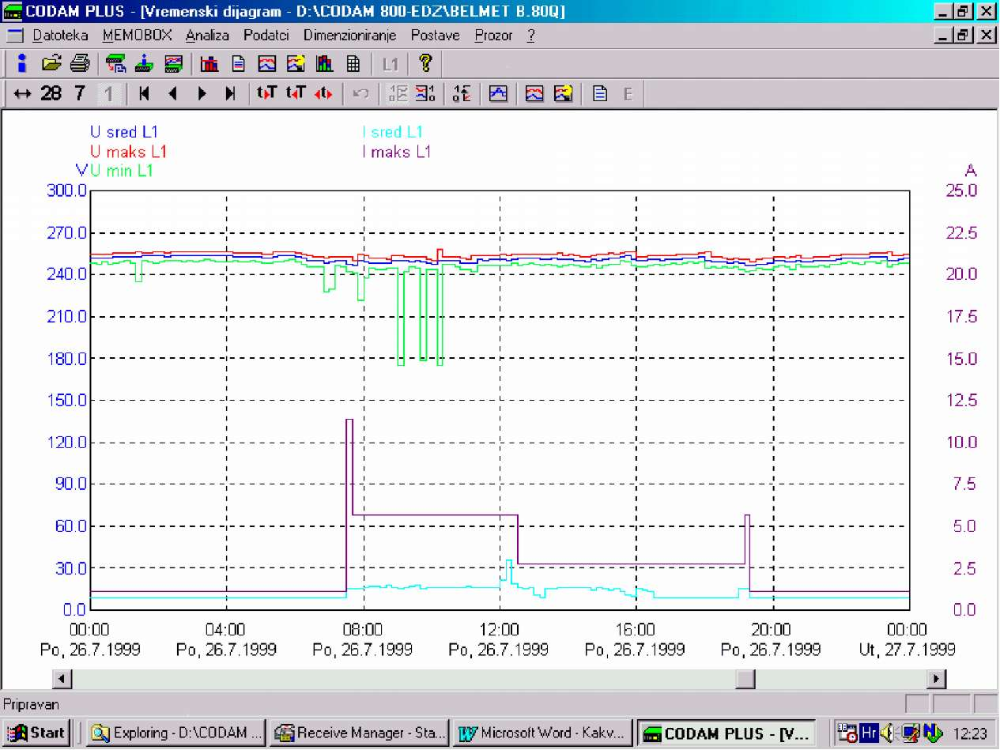 CODAM PLUS - [Vremenski dijagram - D:\CODAM 800-EDZ\BELMET B.80Q]
Datoteka MEMOBOX Analiza Podatci Dimenzioniranje Postave Prozor ?
L1
28 7 1 tT tT E
U sred L1 I sred L1
U maks L1 I maks L1
V U min L1 A
300.0 25.0
270.0 22.5
240.0 20.0
210.0 17.5
180.0 15.0
150.0 12.5
120.0 10.0
90.0 7.5
60.0 5.0
30.0 2.5
0.0 0.0
00:00 04:00 08:00 12:00 16:00 20:00 00:00
Po, 26.7.1999 Po, 26.7.1999 Po, 26.7.1999 Po, 26.7.1999 Po, 26.7.1999 Po, 26.7.1999 Ut, 27.7.1999
Pripravan
Start Exploring - D:\CODAM ... Receive Manager - Sta... Microsoft Word - Kakv... CODAM PLUS - [V... Hr 12:23